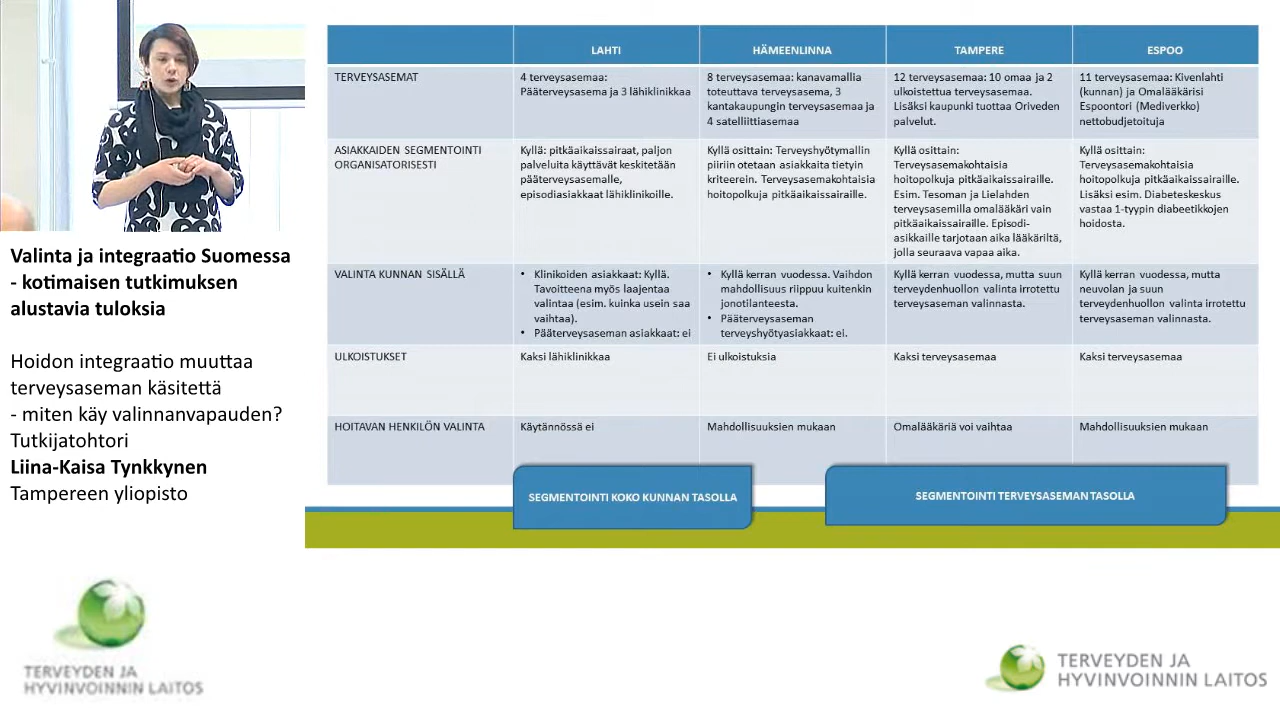 Valinta ja integraatio Suomessa
- kotimaisen tutkimuksen
alustavia tuloksia
Hoidon integraatio muuttaa
terveysaseman käsitettä
- miten käy valinnanvapauden?
Tutkijatohtori
Liina-Kaisa Tynkkynen
Tampereen yliopisto
TERVEYDEN JA
HYVINVOINNIN LAITOS
LAHTI
HÄMEENLINNA
TAMPERE
ESPOO
TERVEYSASEMAT
4 terveysasemaa:
Pääterveysasema ja 3 lähiklinikkaa
8 terveysasemaa: kanavamallia
toteuttava terveysasema, 3
kantakaupungin terveysasemaa ja
4 satelliittiasemaa
12 terveysasemaa: 10 omaa ja 2
ulkoistettua terveysasemaa.
Lisäksi kaupunki tuottaa Oriveden
palvelut.
11 terveysasemaa: Kivenlahti
(kunnan) ja Omalääkärisi
Espoontori (Mediverkko)
nettobudjetoituja
ASIAKKAIDEN SEGMENTOINTI
ORGANISATORISESTI
Kyllä: pitkäaikaissairaat, paljon
palveluita käyttävät keskitetään
pääterveysasemalle,
episodiasiakkaat lähiklinikoille.
Kyllä osittain: Terveyshyötymallin
piiriin otetaan asiakkaita tietyin
kriteerein. Terveysasemakohtaisia
hoitopolkuja pitkäaikaissairaille.
Kyllä osittain:
Terveysasemakohtaisia
hoitopolkuja pitkäaikaissairaille.
Esim. Tesoman ja Lielahden
terveysasemilla omalääkäri vain
pitkäaikaissairaille. Episodi-
asikkaille tarjotaan aika lääkäriltä,
jolla seuraava vapaa aika.
Kyllä osittain:
Terveysasemakohtaisia
hoitopolkuja pitkäaikaissairaille.
Lisäksi esim. Diabeteskeskus
vastaa 1-tyypin diabeetikkojen
hoidosta.
VALINTA KUNNAN SISÄLLÄ
• Klinikoiden asiakkaat: Kyllä.
Tavoitteena myös laajentaa
valintaa (esim. kuinka usein saa
vaihtaa).
• Pääterveysaseman asiakkaat: ei
• Kyllä kerran vuodessa. Vaihdon
mahdollisuus riippuu kuitenkin
jonotilanteesta.
• Pääterveysaseman
terveyshyötyasiakkaat: ei.
Kyllä kerran vuodessa, mutta suun
terveydenhuollon valinta irrotettu
terveysaseman valinnasta.
Kyllä kerran vuodessa, mutta
neuvolan ja suun
terveydenhuollon valinta irrotettu
terveysaseman valinnasta.
ULKOISTUKSET
Kaksi lähiklinikkaa
Ei ulkoistuksia
Kaksi terveysasemaa
Kaksi terveysasemaa
HOITAVAN HENKILÖN VALINTA
Käytännössä ei
Mahdollisuuksien mukaan
Omalääkäriä voi vaihtaa
Mahdollisuuksien mukaan
SEGMENTOINTI KOKO KUNNAN TASOLLA
SEGMENTOINTI TERVEYSASEMAN TASOLLA
TERVEYDEN JA
HYVINVOINNIN LAITOS